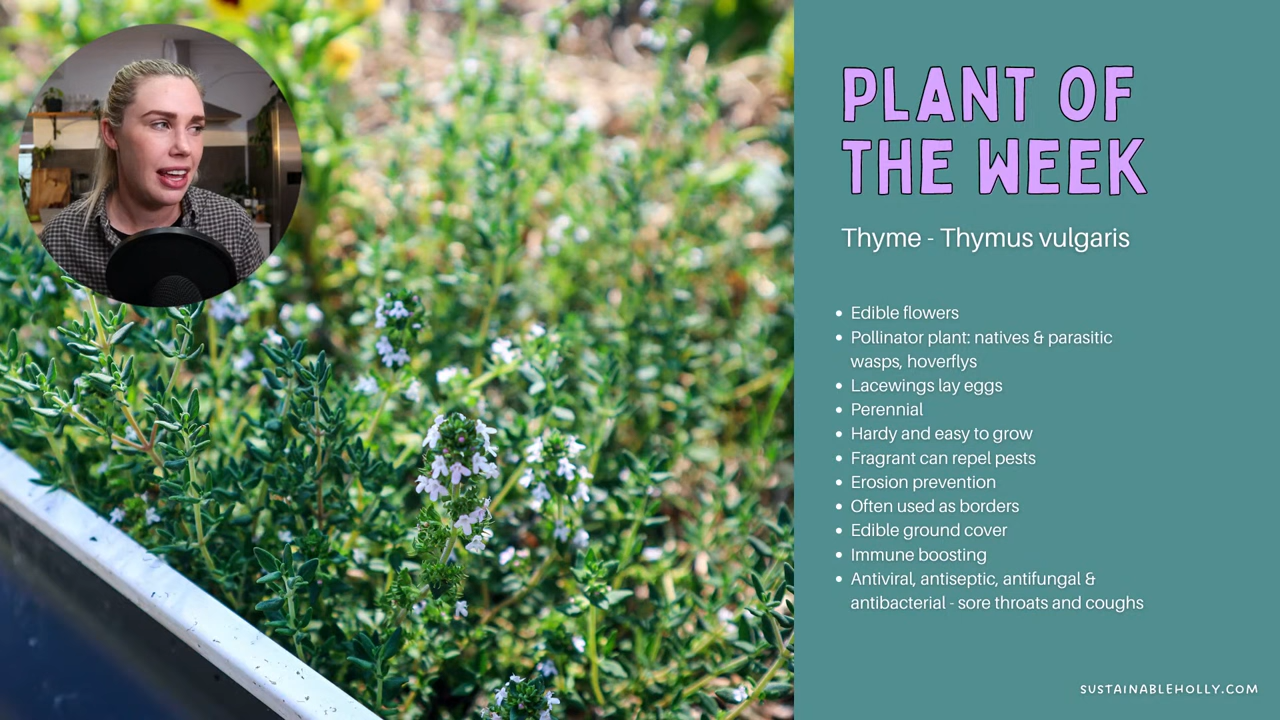 PLANT OF
THE WEEK
Thyme - Thymus vulgaris
Edible flowers
Pollinator plant: natives & parasitic
wasps, hoverflys
Lacewings lay eggs
Perennial
Hardy and easy to grow
Fragrant can repel pests
Erosion prevention
Often used as borders
Edible ground cover
Immune boosting
Antiviral, antiseptic, antifungal &
antibacterial - sore throats and coughs
SUSTAINABLEHOLLY.COM